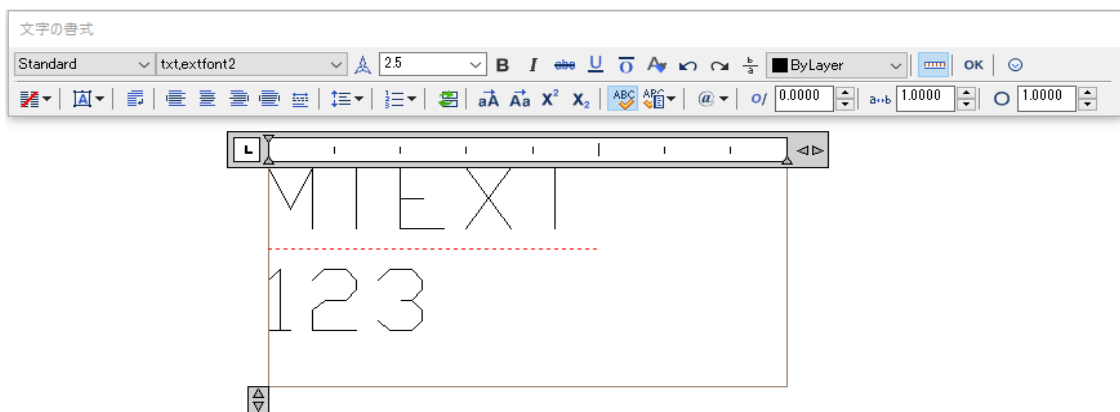 文字の書式
Standard txt,extfont2 2.5 B I abc U O A b/a ByLayer OK
A aA Aa X² X₂ ABC ABC @ 0/ 0.0000 a↔b 1.0000 O 1.0000
L
MTEXT
123